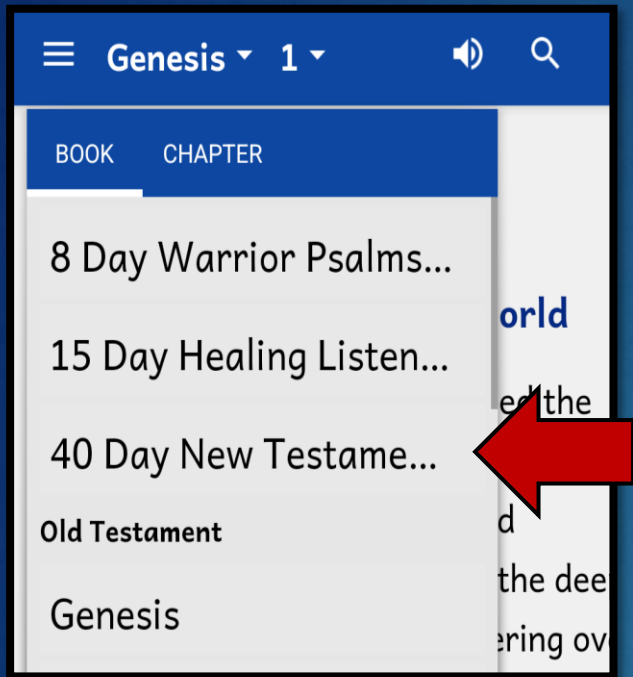 Genesis 1
BOOK CHAPTER
8 Day Warrior Psalms...
15 Day Healing Listen...
40 Day New Testame...
Old Testament
Genesis
orld
ed the
d
the dee
ering ov